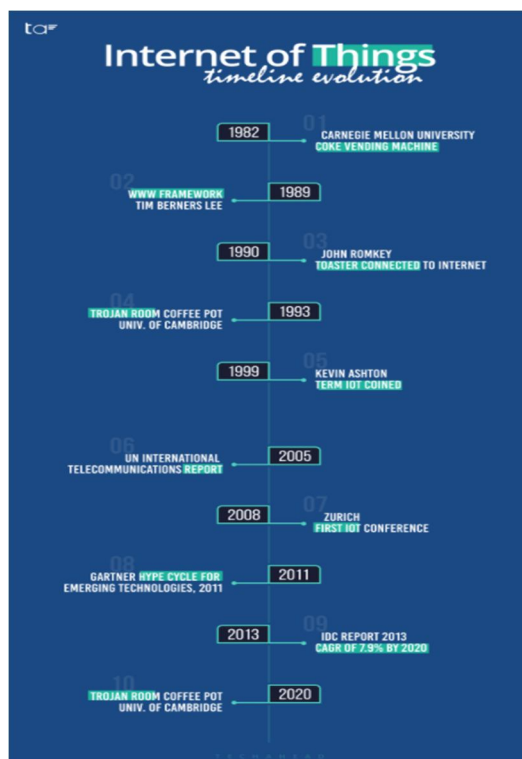 ta
Internet of Things
timeline evolution
01
1982
CARNEGIE MELLON UNIVERSITY
COKE VENDING MACHINE
02
WWW FRAMEWORK
TIM BERNERS LEE
1989
03
1990
JOHN ROMKEY
TOASTER CONNECTED TO INTERNET
04
TROJAN ROOM COFFEE POT
UNIV. OF CAMBRIDGE
1993
05
1999
KEVIN ASHTON
TERM IOT COINED
06
UN INTERNATIONAL
TELECOMMUNICATIONS REPORT
2005
07
2008
ZURICH
FIRST IOT CONFERENCE
08
GARTNER HYPE CYCLE FOR
EMERGING TECHNOLOGIES, 2011
2011
09
2013
IDC REPORT 2013
CAGR OF 7.9% BY 2020
10
TROJAN ROOM COFFEE POT
UNIV. OF CAMBRIDGE
2020